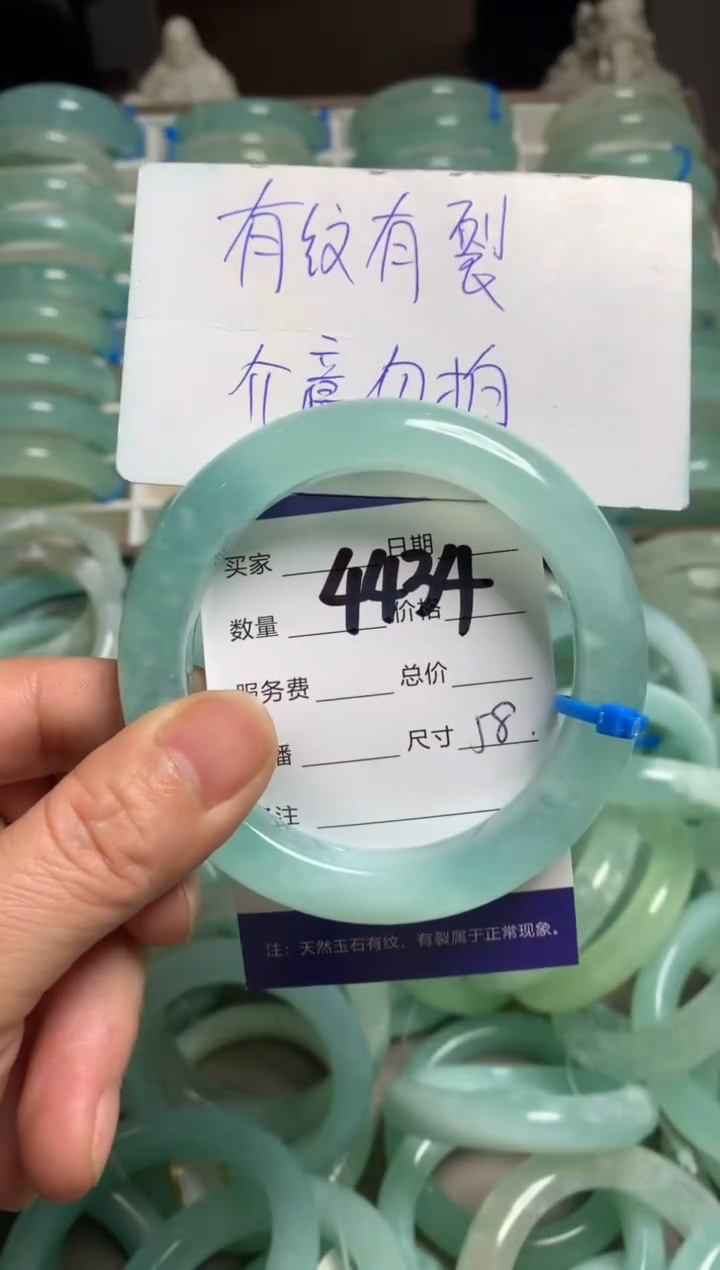 有纹有裂
介意勿拍
买家 日期
4434
数量 价格
服务费 总价
播 尺寸 58.
注
注：天然玉石有纹、有裂属于正常现象。